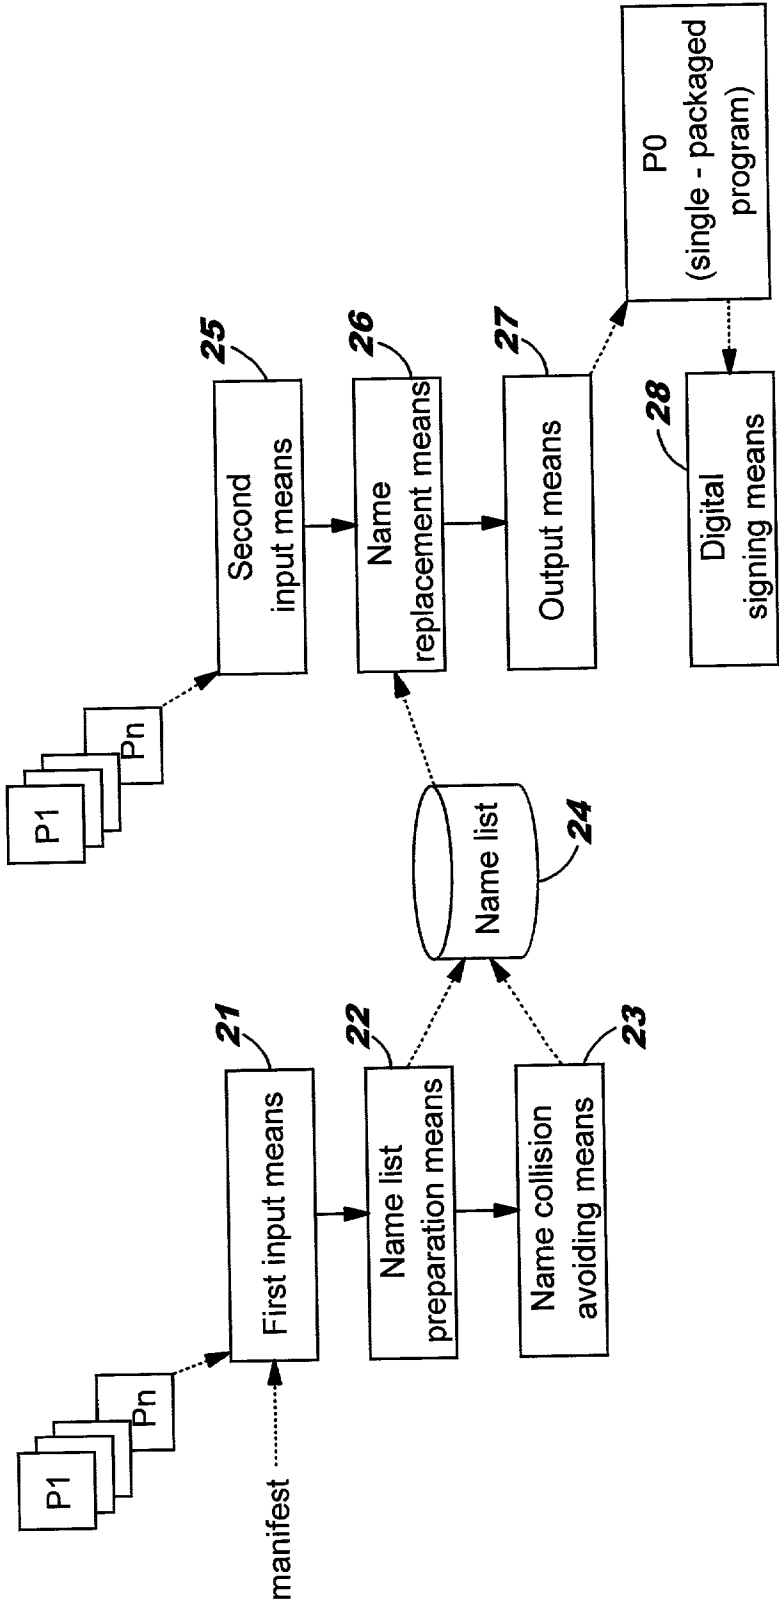 P1
Pn
manifest
21
First input means
22
Name list
preparation means
23
Name collision
avoiding means
Name list
24
P1
Pn
25
Second
input means
26
Name
replacement means
27
Output means
P0
(single - packaged
program)
28
Digital
signing means